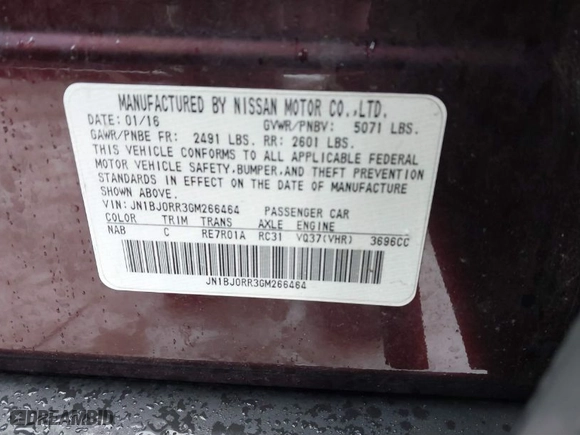 MANUFACTURED BY NISSAN MOTOR CO.,LTD.
DATE: 01/16 GVWR/PNBV: 5071 LBS.
GAWR/PNBE FR: 2491 LBS. RR: 2601 LBS.
THIS VEHICLE CONFORMS TO ALL APPLICABLE FEDERAL
MOTOR VEHICLE SAFETY,BUMPER,AND THEFT PREVENTION
STANDARDS IN EFFECT ON THE DATE OF MANUFACTURE
SHOWN ABOVE.
VIN: JN1BJ0RR3GM266464 PASSENGER CAR
COLOR TRIM TRANS AXLE ENGINE
NAB C RE7R01A RC31 VQ37(VHR) 3696CC
JN1BJ0RR3GM266464
DREAMBID